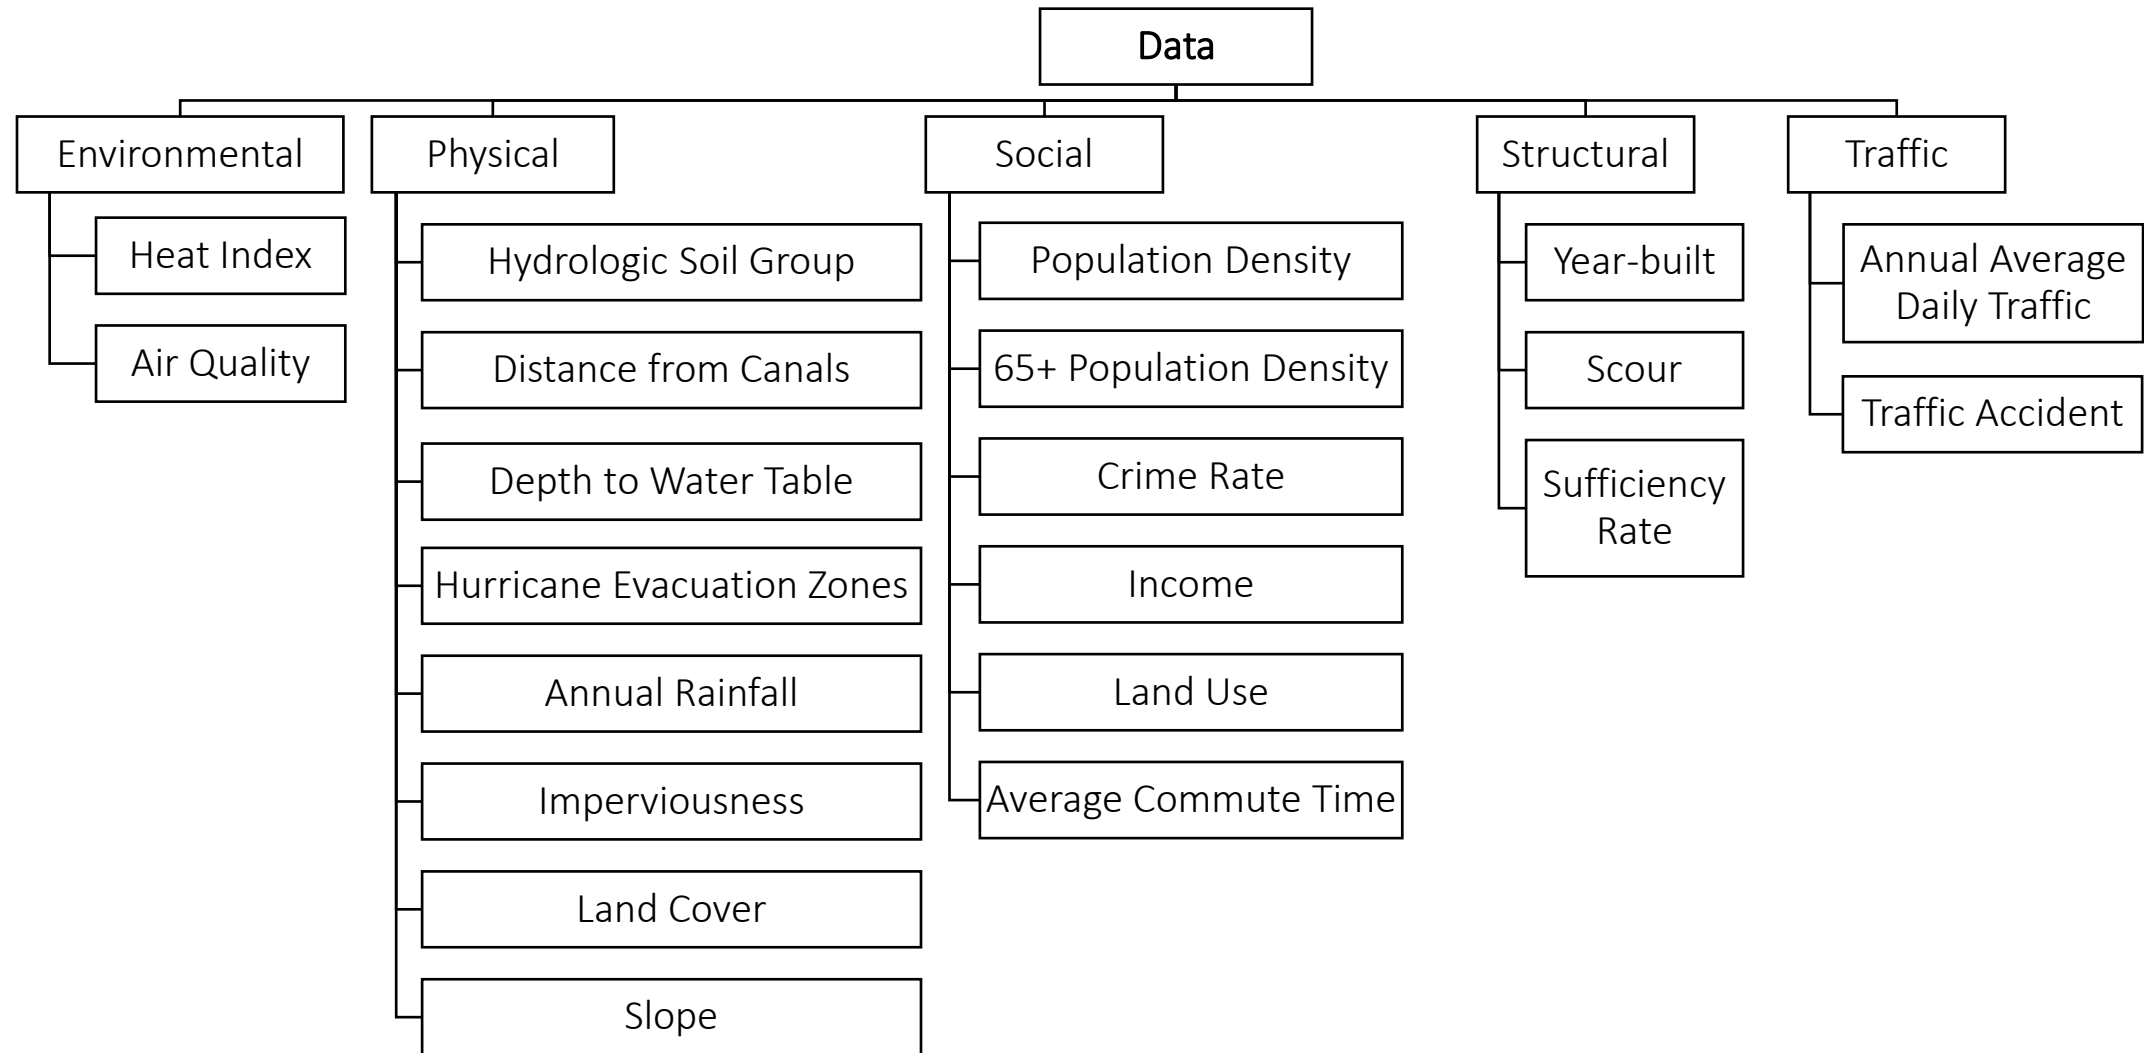 Data
Environmental
Heat Index
Air Quality
Physical
Hydrologic Soil Group
Distance from Canals
Depth to Water Table
Hurricane Evacuation Zones
Annual Rainfall
Imperviousness
Land Cover
Slope
Social
Population Density
65+ Population Density
Crime Rate
Income
Land Use
Average Commute Time
Structural
Year-built
Scour
Sufficiency
Rate
Traffic
Annual Average
Daily Traffic
Traffic Accident